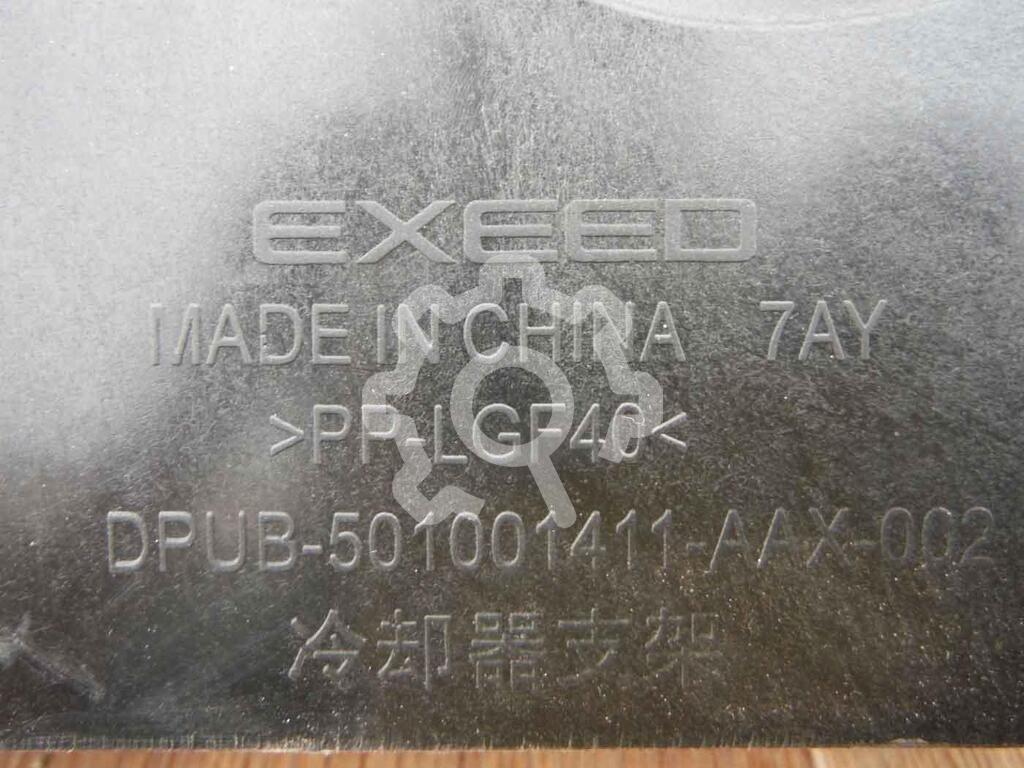 EXEED
MADE IN CHINA 7AY
>PP-LGF40<
DPUB-501001411-AAX-002
冷却器支架